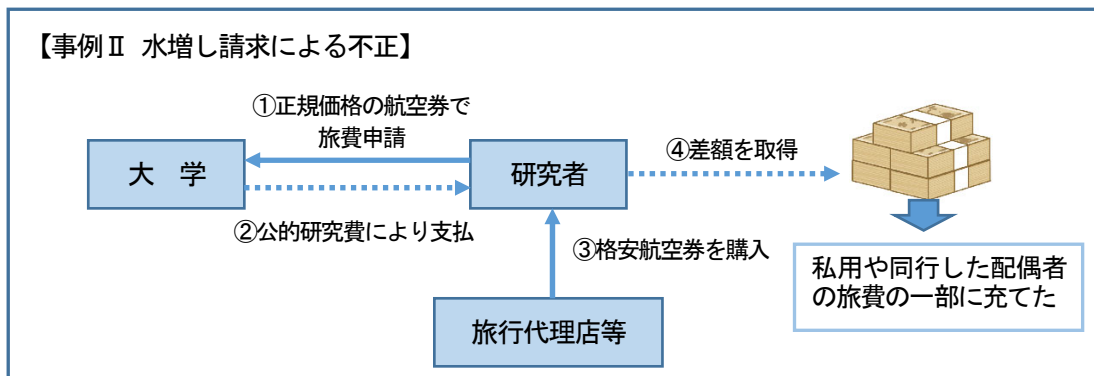 【事例Ⅱ 水増し請求による不正】
①正規価格の航空券で
旅費申請
大　学
研究者
④差額を取得
②公的研究費により支払
③格安航空券を購入
私用や同行した配偶者
の旅費の一部に充てた
旅行代理店等